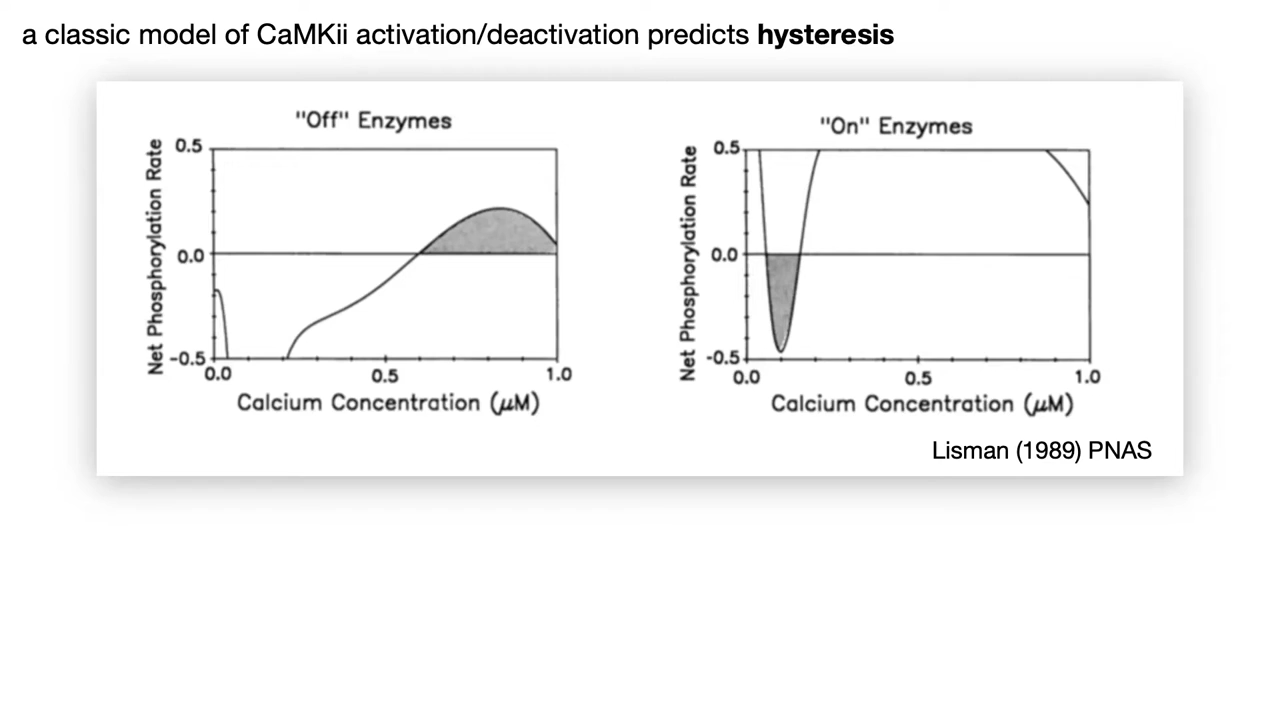 a classic model of CaMKii activation/deactivation predicts hysteresis
"Off" Enzymes
Net Phosphorylation Rate
0.5
0.0
-0.5
0.0 0.5 1.0
Calcium Concentration (μM)
"On" Enzymes
Net Phosphorylation Rate
0.5
0.0
-0.5
0.0 0.5 1.0
Calcium Concentration (μM)
Lisman (1989) PNAS